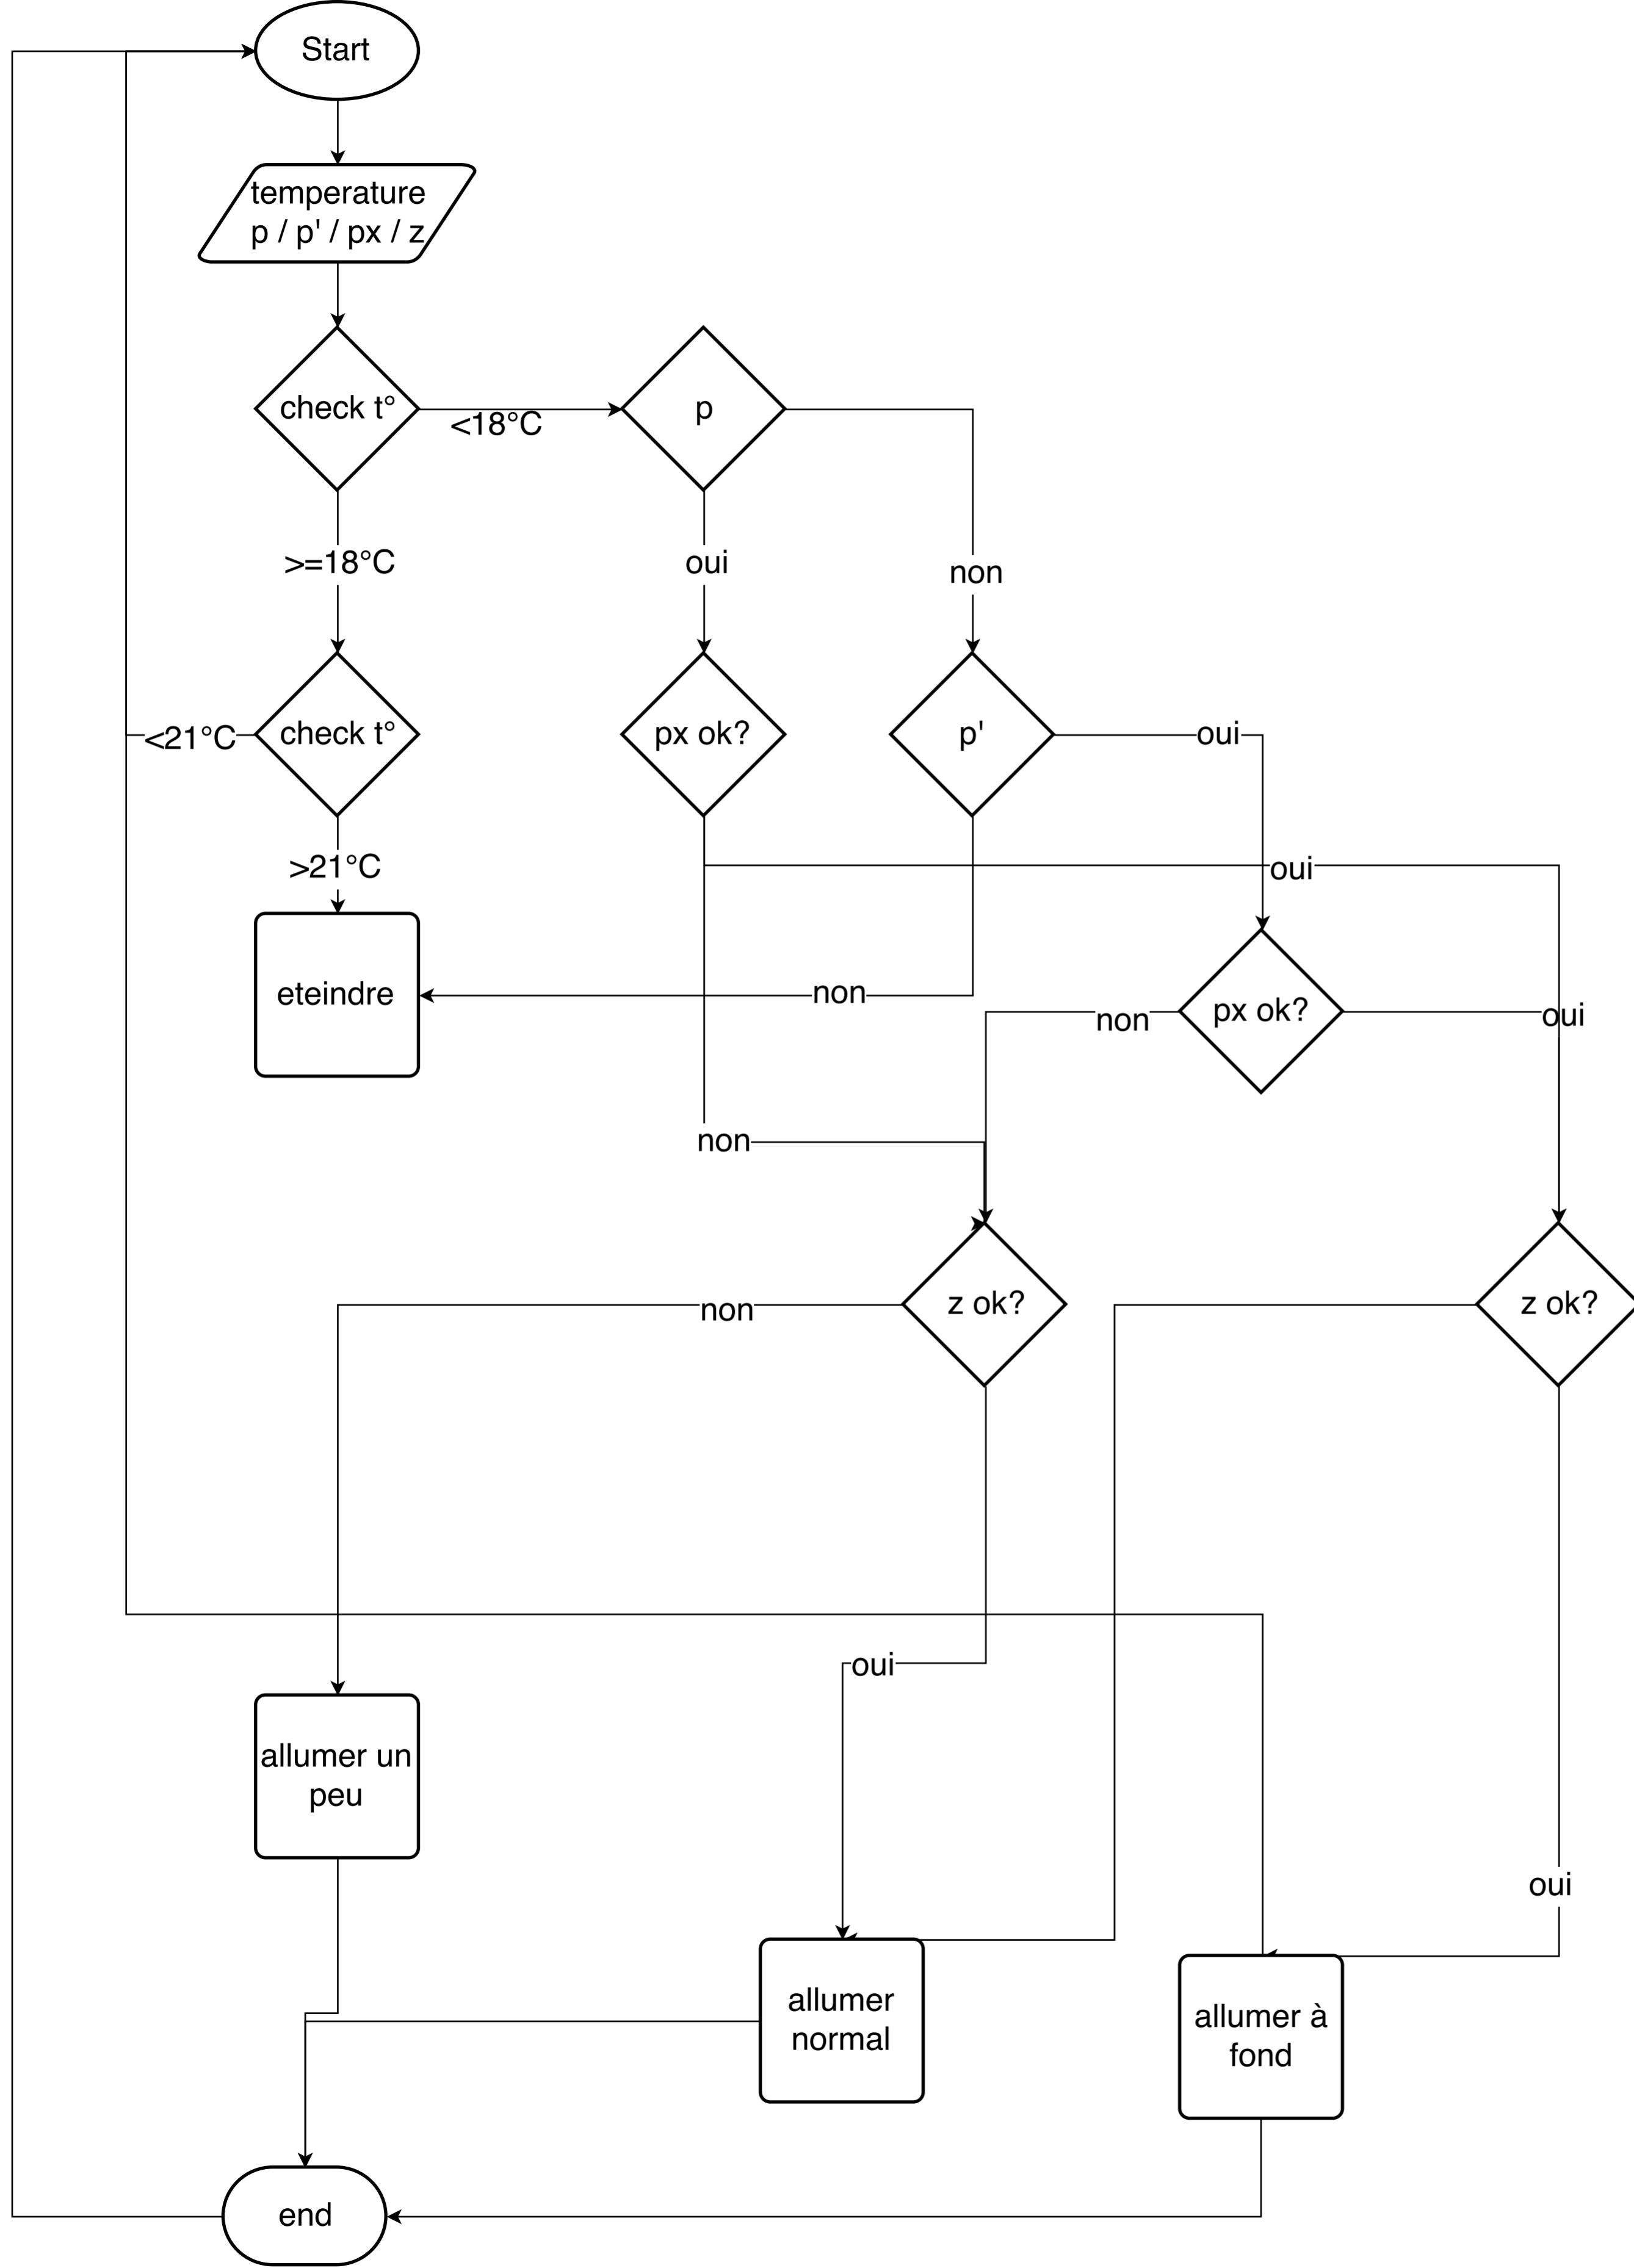 Start
temperature
p / p' / px / z
check t°
<18°C
p
>=18°C
oui
non
<21°C
check t°
px ok?
p'
oui
>21°C
oui
eteindre
non
non
px ok?
oui
non
z ok?
z ok?
non
oui
allumer un
peu
oui
allumer
normal
allumer à
fond
end